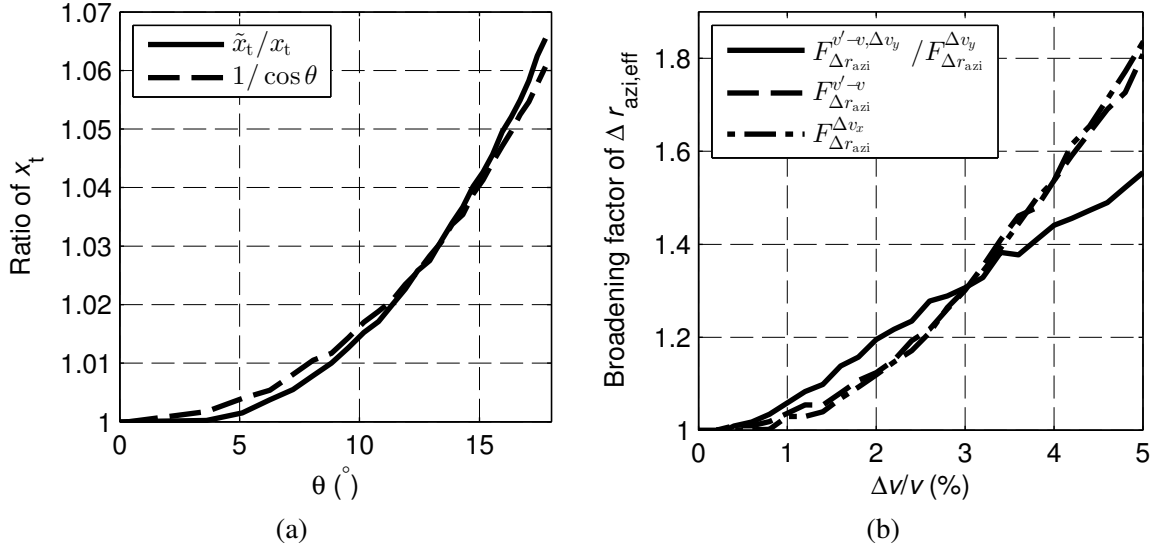 1.07
1.06
1.05
1.04
1.03
1.02
1.01
1
0 5 10 15
Ratio of x_t
θ (°)
x̃_t/x_t
1/ cos θ
(a)
1.8
1.6
1.4
1.2
1
0 1 2 3 4 5
Broadening factor of Δ r_azi,eff
Δv/v (%)
F_{Δr_azi}^{v′−v,Δv_y} /F_{Δr_azi}^{Δv_y}
F_{Δr_azi}^{v′−v}
F_{Δr_azi}^{Δv_x}
(b)